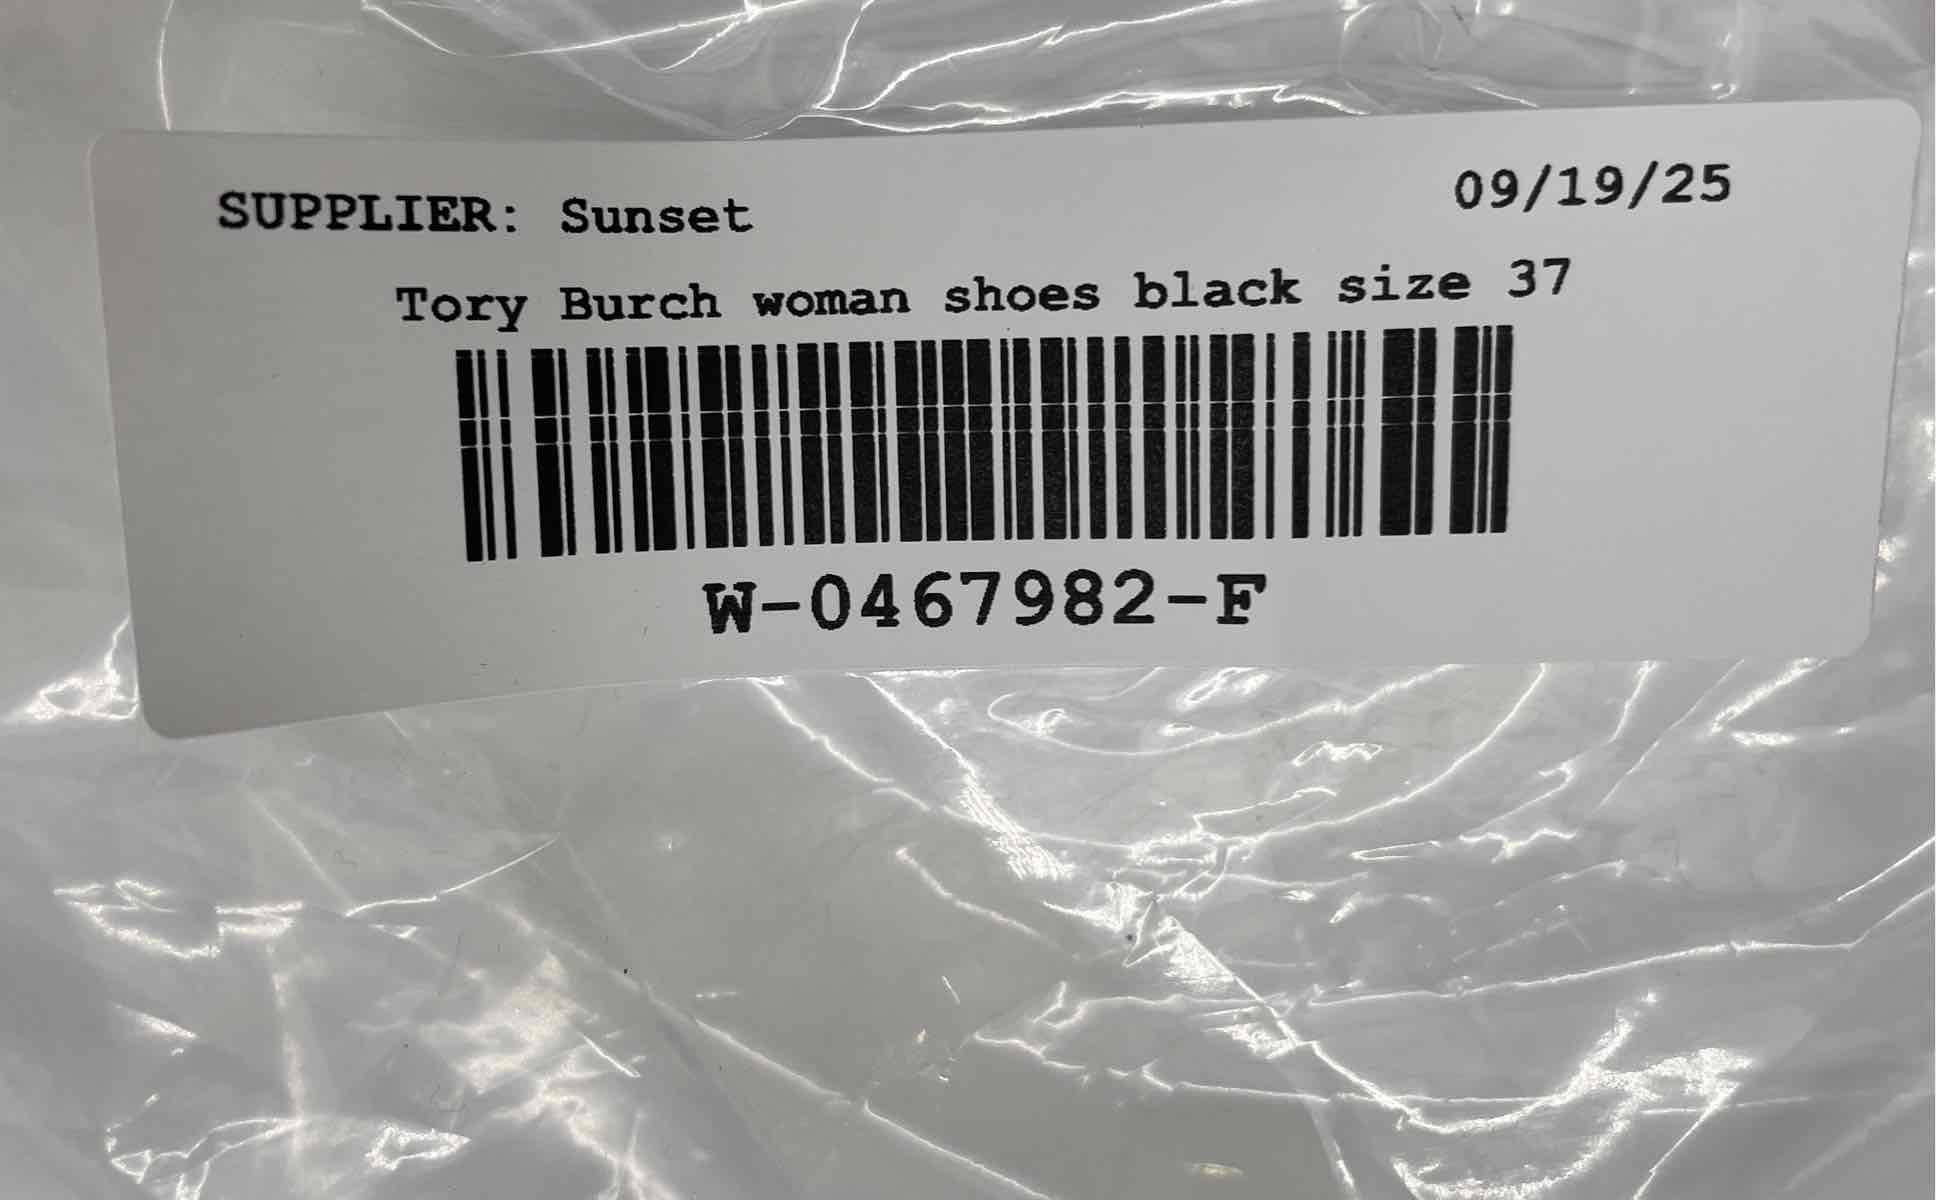 SUPPLIER: Sunset
09/19/25
Tory Burch woman shoes black size 37
W-0467982-F